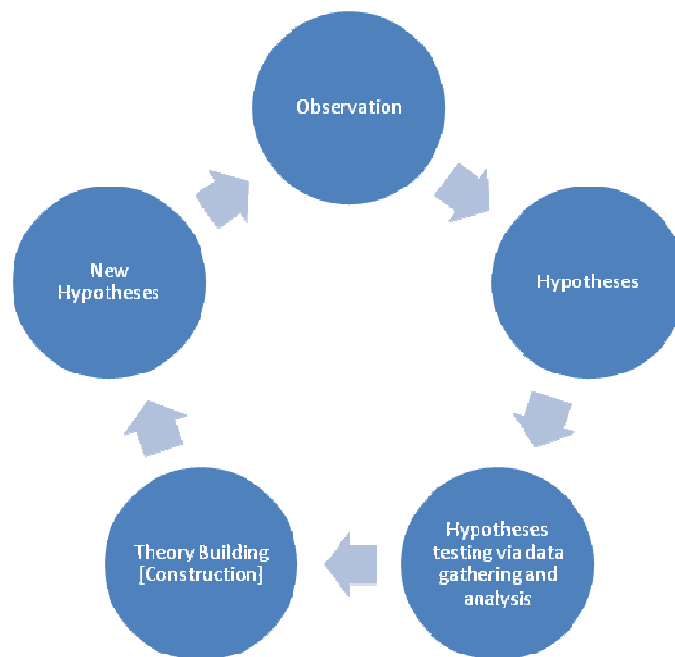 Observation
Hypotheses
Hypotheses
testing via data
gathering and
analysis
Theory Building
[Construction]
New
Hypotheses